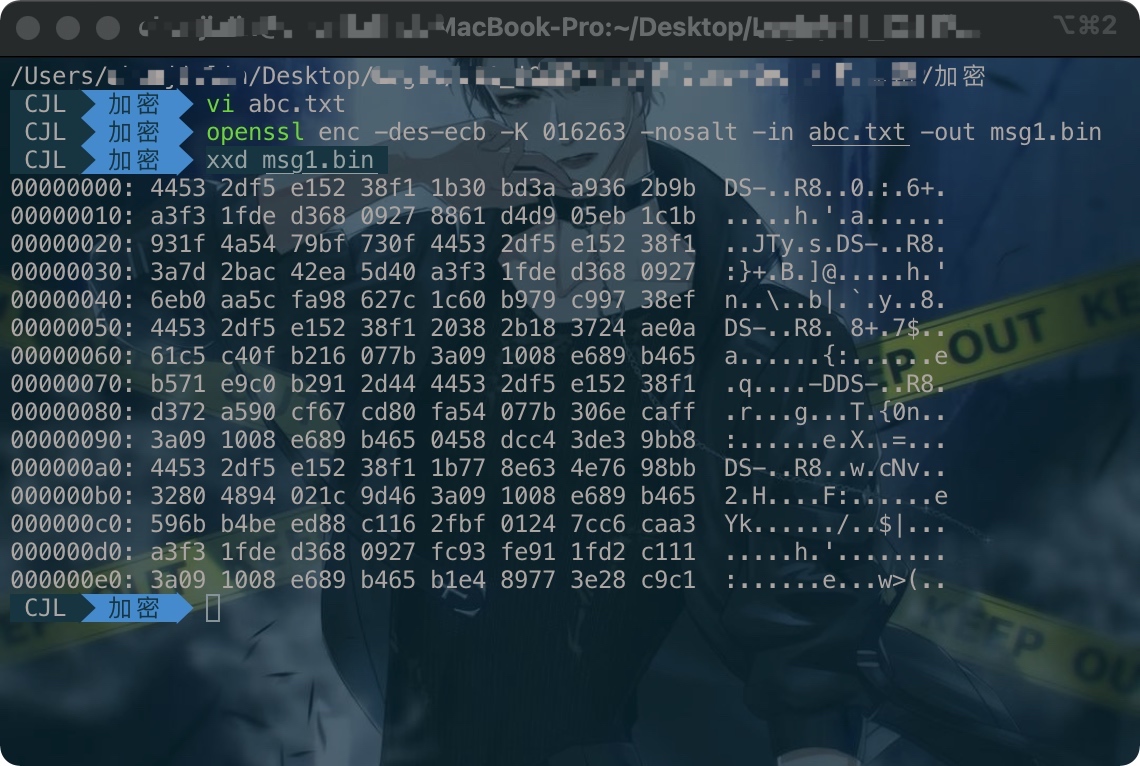 MacBook-Pro:~/Desktop/ ⌥⌘2
/Users/ /Desktop/ /加密
CJL 加密 vi abc.txt
CJL 加密 openssl enc -des-ecb -K 016263 -nosalt -in abc.txt -out msg1.bin
CJL 加密 xxd msg1.bin
00000000: 4453 2df5 e152 38f1 1b30 bd3a a936 2b9b  DS-..R8..0.:.6+.
00000010: a3f3 1fde d368 0927 8861 d4d9 05eb 1c1b  .....h.'.a......
00000020: 931f 4a54 79bf 730f 4453 2df5 e152 38f1  ..JTy.s.DS-..R8.
00000030: 3a7d 2bac 42ea 5d40 a3f3 1fde d368 0927  :}+.B.]@.....h.'
00000040: 6eb0 aa5c fa98 627c 1c60 b979 c997 38ef  n..\..b|.`.y..8.
00000050: 4453 2df5 e152 38f1 2038 2b18 3724 ae0a  DS-..R8. 8+.7$..
00000060: 61c5 c40f b216 077b 3a09 1008 e689 b465  a......{:......e
00000070: b571 e9c0 b291 2d44 4453 2df5 e152 38f1  .q....-DDS-..R8.
00000080: d372 a590 cf67 cd80 fa54 077b 306e caff  .r...g...T.{0n..
00000090: 3a09 1008 e689 b465 0458 dcc4 3de3 9bb8  :......e.X..=...
000000a0: 4453 2df5 e152 38f1 1b77 8e63 4e76 98bb  DS-..R8..w.cNv..
000000b0: 3280 4894 021c 9d46 3a09 1008 e689 b465  2.H....F:......e
000000c0: 596b b4be ed88 c116 2fbf 0124 7cc6 caa3  Yk....../..$|...
000000d0: a3f3 1fde d368 0927 fc93 fe91 1fd2 c111  .....h.'........
000000e0: 3a09 1008 e689 b465 b1e4 8977 3e28 c9c1  :......e...w>(..
CJL 加密
P OUT KE
KEEP OU